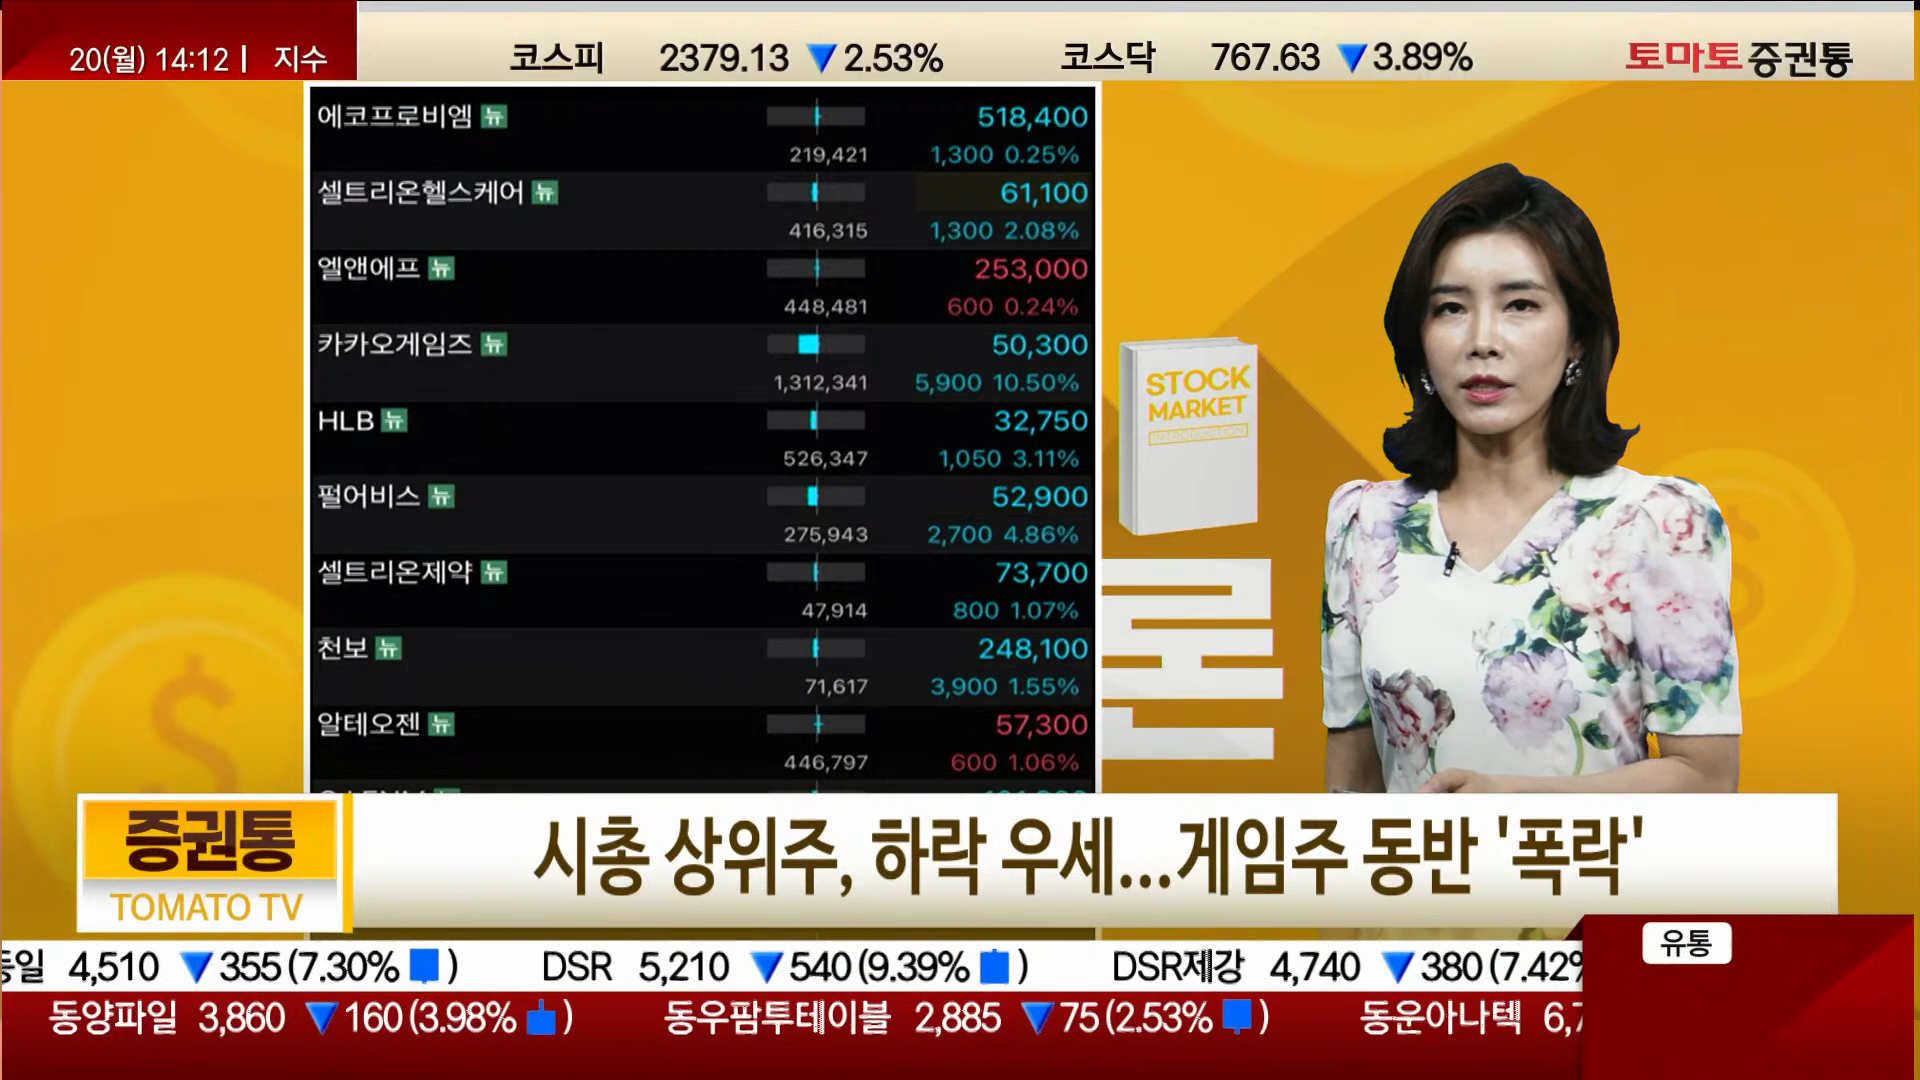 20(월) 14:12 | 지수 코스피 2379.13 ▼2.53% 코스닥 767.63 ▼3.89% 토마토증권통
에코프로비엠 뉴 518,400
219,421 1,300 0.25%
셀트리온헬스케어 뉴 61,100
416,315 1,300 2.08%
엘앤에프 뉴 253,000
448,481 600 0.24%
카카오게임즈 뉴 50,300
1,312,341 5,900 10.50%
HLB 뉴 32,750
526,347 1,050 3.11%
펄어비스 뉴 52,900
275,943 2,700 4.86%
셀트리온제약 뉴 73,700
47,914 800 1.07%
천보 뉴 248,100
71,617 3,900 1.55%
알테오젠 뉴 57,300
446,797 600 1.06%
STOCK
MARKET
INTRODUCTION
론
증권통
TOMATO TV
시총 상위주, 하락 우세...게임주 동반 '폭락'
유통
일 4,510 ▼355(7.30% ) DSR 5,210 ▼540(9.39% ) DSR제강 4,740 ▼380(7.42%
동양파일 3,860 ▼160(3.98% ) 동우팜투테이블 2,885 ▼75(2.53% ) 동운아나텍 6,7